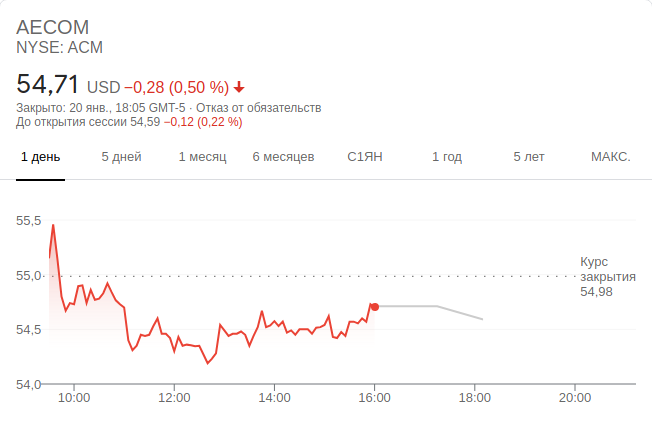 AECOM
NYSE: ACM
54,71 USD −0,28 (0,50 %)
Закрыто: 20 янв., 18:05 GMT-5 · Отказ от обязательств
До открытия сессии 54,59 −0,12 (0,22 %)
1 день 5 дней 1 месяц 6 месяцев С1ЯН 1 год 5 лет МАКС.
55,5
55,0
54,5
54,0
Курс
закрытия
54,98
10:00 12:00 14:00 16:00 18:00 20:00